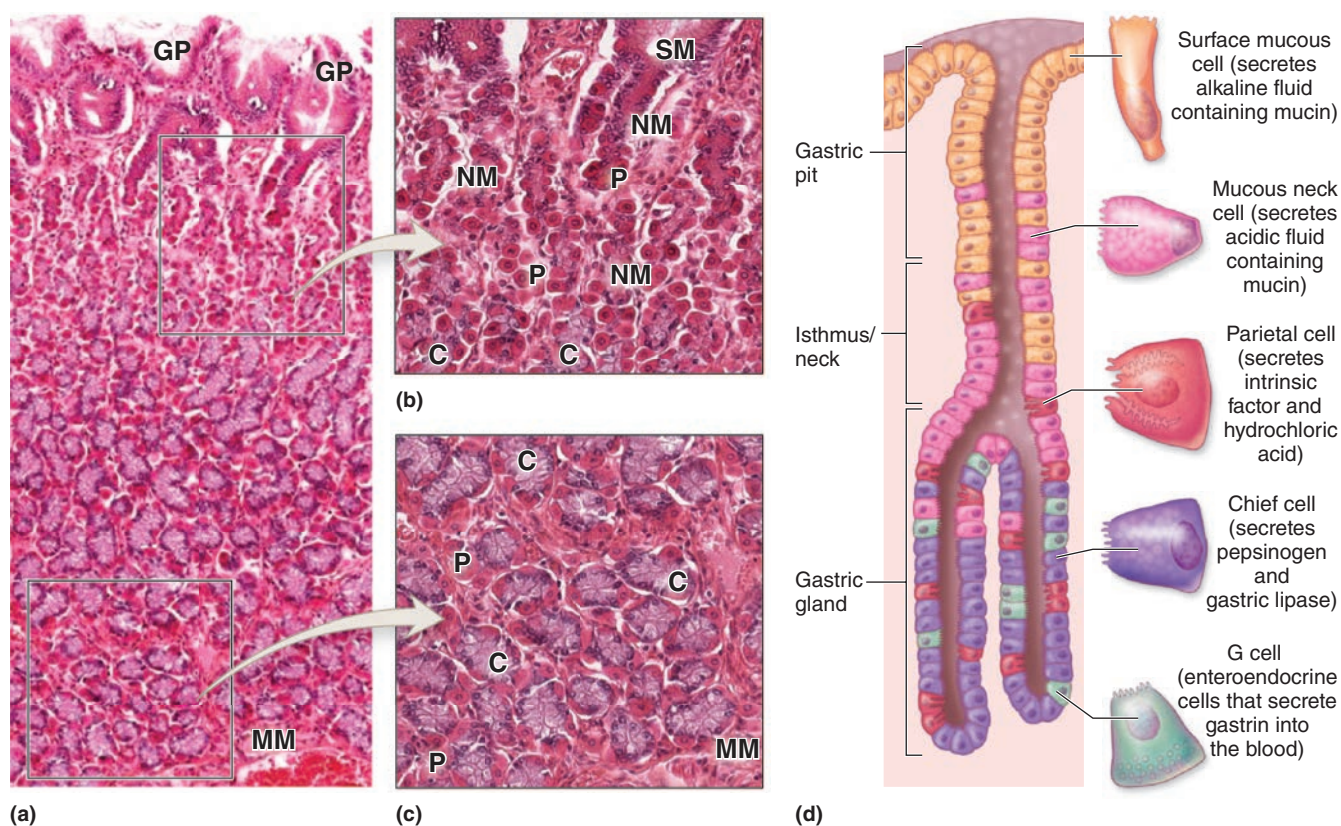 GP
GP
MM
(a)
SM
NM
NM
P
P
NM
C
C
(b)
C
P
C
C
P
MM
(c)
Gastric
pit
Isthmus/
neck
Gastric
gland
Surface mucous
cell (secretes
alkaline fluid
containing mucin)
Mucous neck
cell (secretes
acidic fluid
containing
mucin)
Parietal cell
(secretes
intrinsic
factor and
hydrochloric
acid)
Chief cell
(secretes
pepsinogen
and
gastric lipase)
G cell
(enteroendocrine
cells that secrete
gastrin into
the blood)
(d)